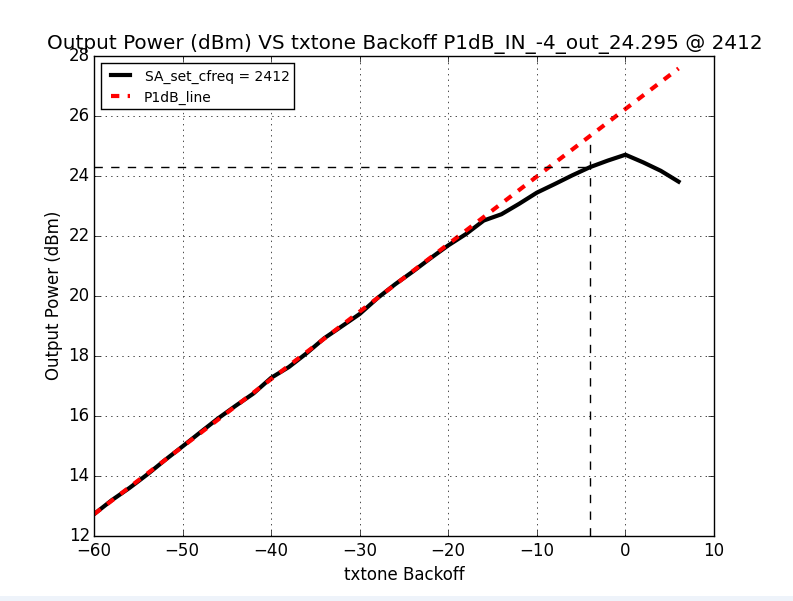 Output Power (dBm) VS txtone Backoff P1dB_IN_-4_out_24.295 @ 2412
SA_set_cfreq = 2412
P1dB_line
28
26
24
22
20
18
16
14
12
Output Power (dBm)
−60 −50 −40 −30 −20 −10 0 10
txtone Backoff